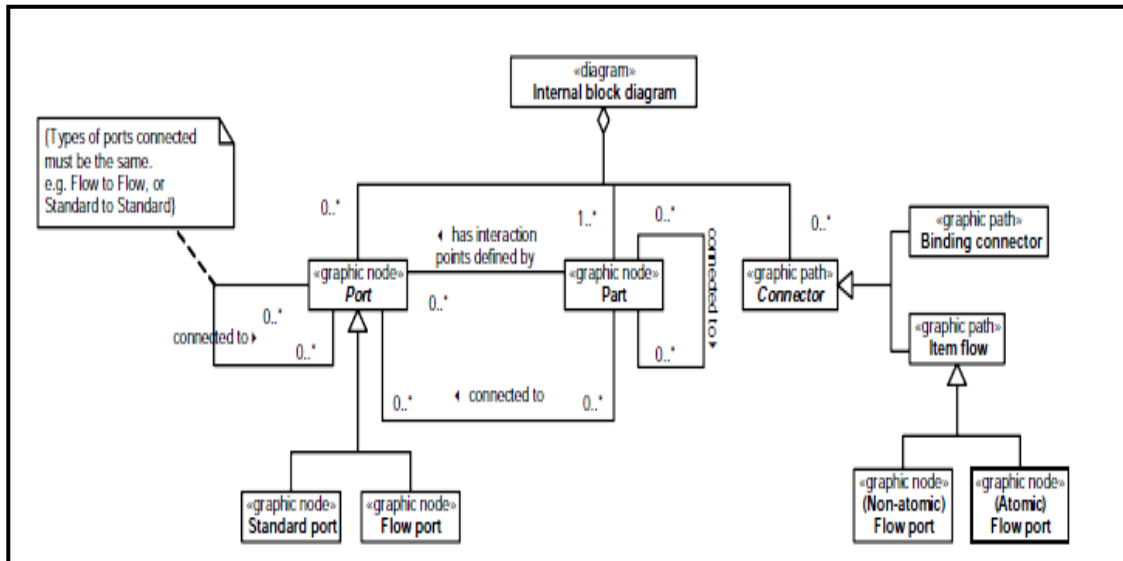 «diagram»
Internal block diagram
{Types of ports connected
must be the same.
e.g. Flow to Flow, or
Standard to Standard}
0..*
1..*
0..*
0..*
◄ has interaction
points defined by
connected to ►
«graphic path»
Binding connector
«graphic node»
Port
«graphic node»
Part
«graphic path»
Connector
0..*
0..*
connected to ►
0..*
0..*
«graphic path»
Item flow
0..*
◄ connected to
0..*
«graphic node»
Standard port
«graphic node»
Flow port
«graphic node»
(Non-atomic)
Flow port
«graphic node»
(Atomic)
Flow port